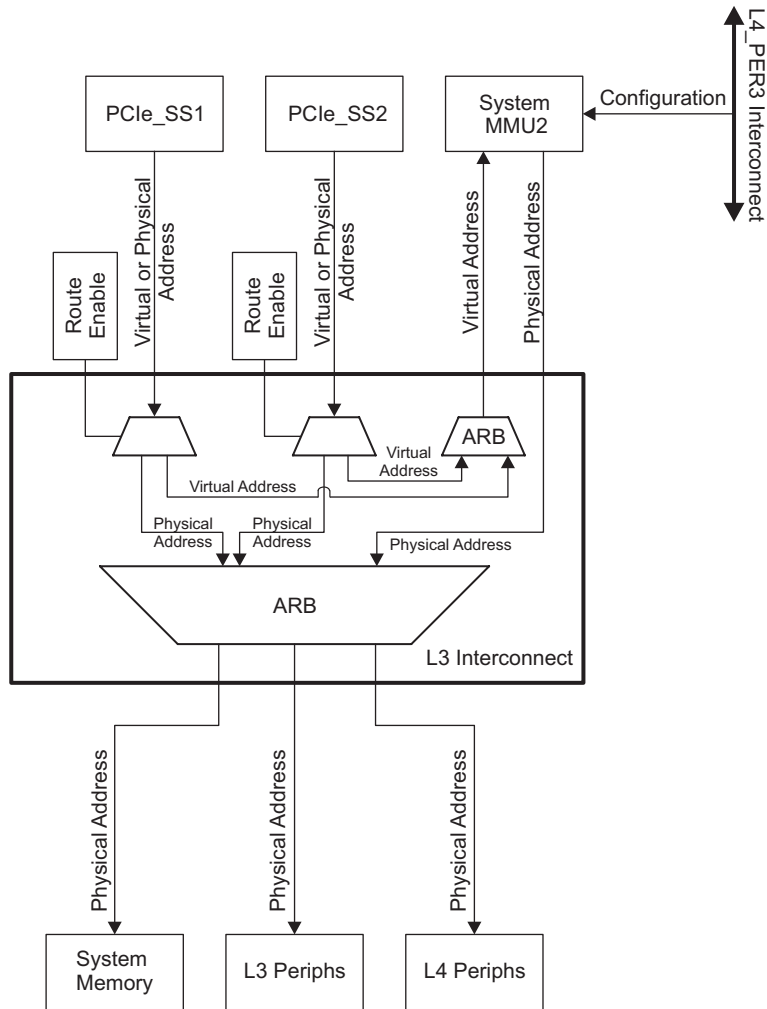 L4_PER3 Interconnect
PCIe_SS1
PCIe_SS2
System
MMU2
Configuration
Route
Enable
Virtual or Physical
Address
Route
Enable
Virtual or Physical
Address
Virtual Address
Physical Address
ARB
Virtual
Address
Virtual Address
Physical
Address
Physical
Address
Physical Address
ARB
L3 Interconnect
Physical Address
Physical Address
Physical Address
System
Memory
L3 Periphs
L4 Periphs